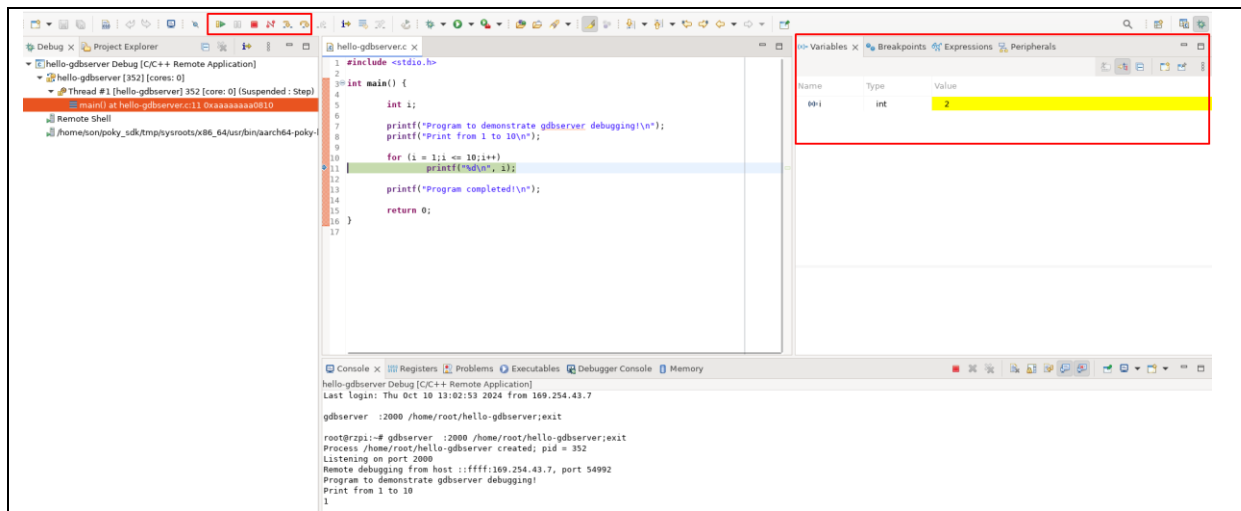 Debug
Project Explorer
hello-gdbserver Debug [C/C++ Remote Application]
hello-gdbserver [352] [cores: 0]
Thread #1 [hello-gdbserver] 352 [core: 0] (Suspended : Step)
main() at hello-gdbserver.c:11 0xaaaaaaaa0810
Remote Shell
/home/son/poky_sdk/tmp/sysroots/x86_64/usr/bin/aarch64-poky-l
hello-gdbserver.c
1 #include <stdio.h>
2
3 int main() {
4
5 int i;
6
7 printf("Program to demonstrate gdbserver debugging!\n");
8 printf("Print from 1 to 10\n");
9
10 for (i = 1;i <= 10;i++)
11 printf("%d\n", i);
12
13 printf("Program completed!\n");
14
15 return 0;
16 }
17
(x)= Variables
Breakpoints
Expressions
Peripherals
Name Type Value
(x)= i int 2
Console
Registers
Problems
Executables
Debugger Console
Memory
hello-gdbserver Debug [C/C++ Remote Application]
Last login: Thu Oct 10 13:02:53 2024 from 169.254.43.7
gdbserver :2000 /home/root/hello-gdbserver;exit
root@rzpi:~# gdbserver :2000 /home/root/hello-gdbserver;exit
Process /home/root/hello-gdbserver created; pid = 352
Listening on port 2000
Remote debugging from host ::ffff:169.254.43.7, port 54992
Program to demonstrate gdbserver debugging!
Print from 1 to 10
1